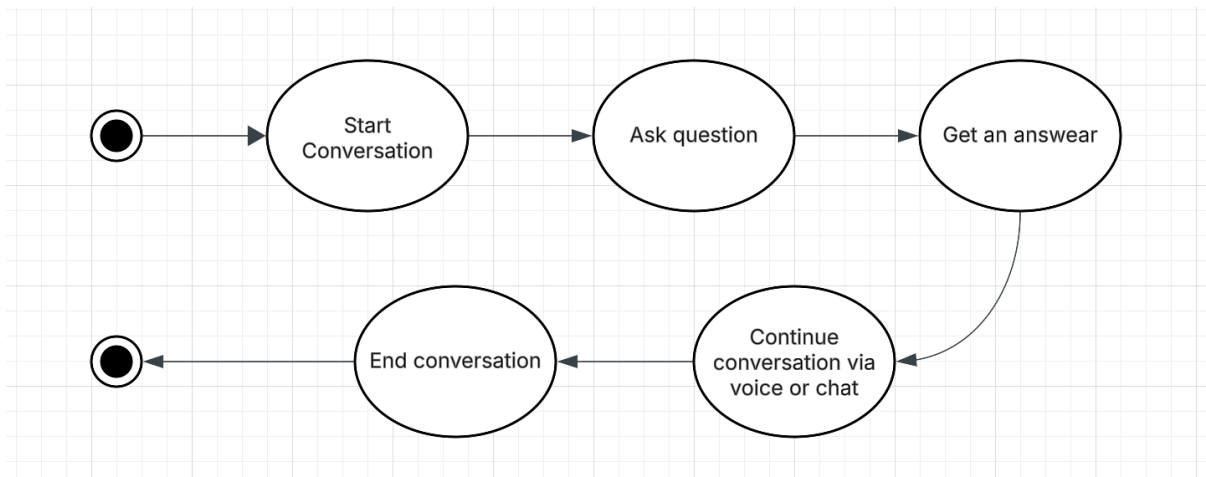 Start
Conversation
Ask question
Get an answear
Continue
conversation via
voice or chat
End conversation